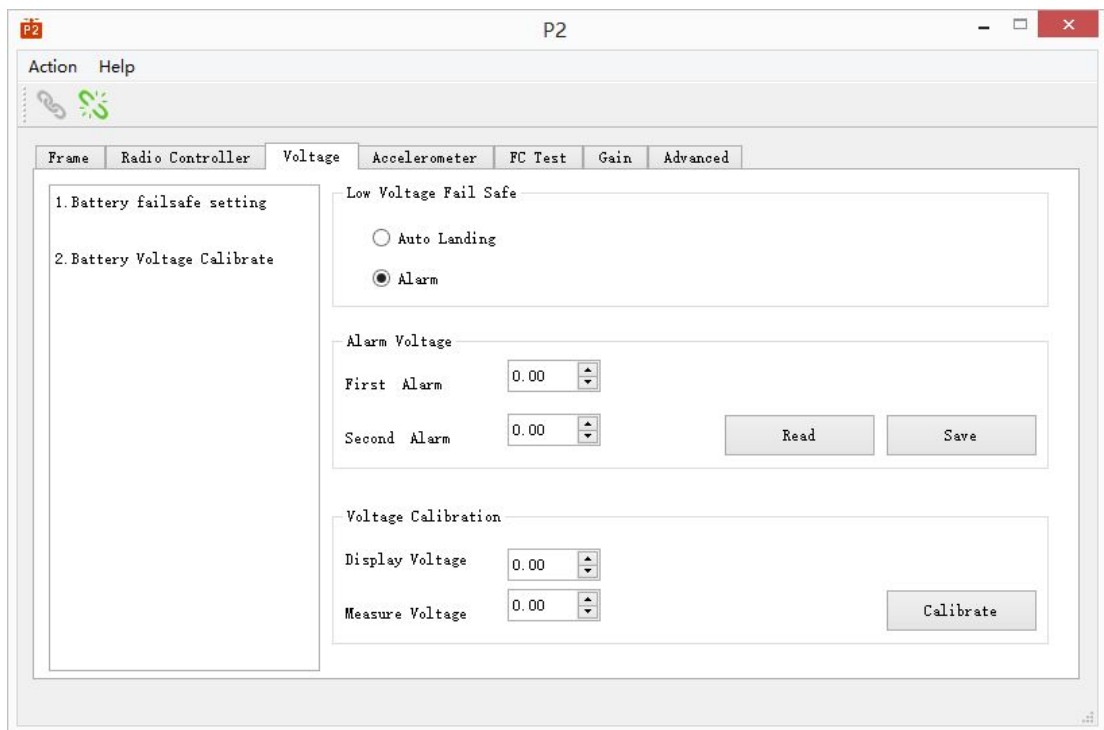 P2 P2
Action Help
Frame Radio Controller Voltage Accelerometer FC Test Gain Advanced
1.Battery failsafe setting
2.Battery Voltage Calibrate
Low Voltage Fail Safe
Auto Landing
Alarm
Alarm Voltage
First Alarm 0.00
Second Alarm 0.00 Read Save
Voltage Calibration
Display Voltage 0.00
Measure Voltage 0.00 Calibrate